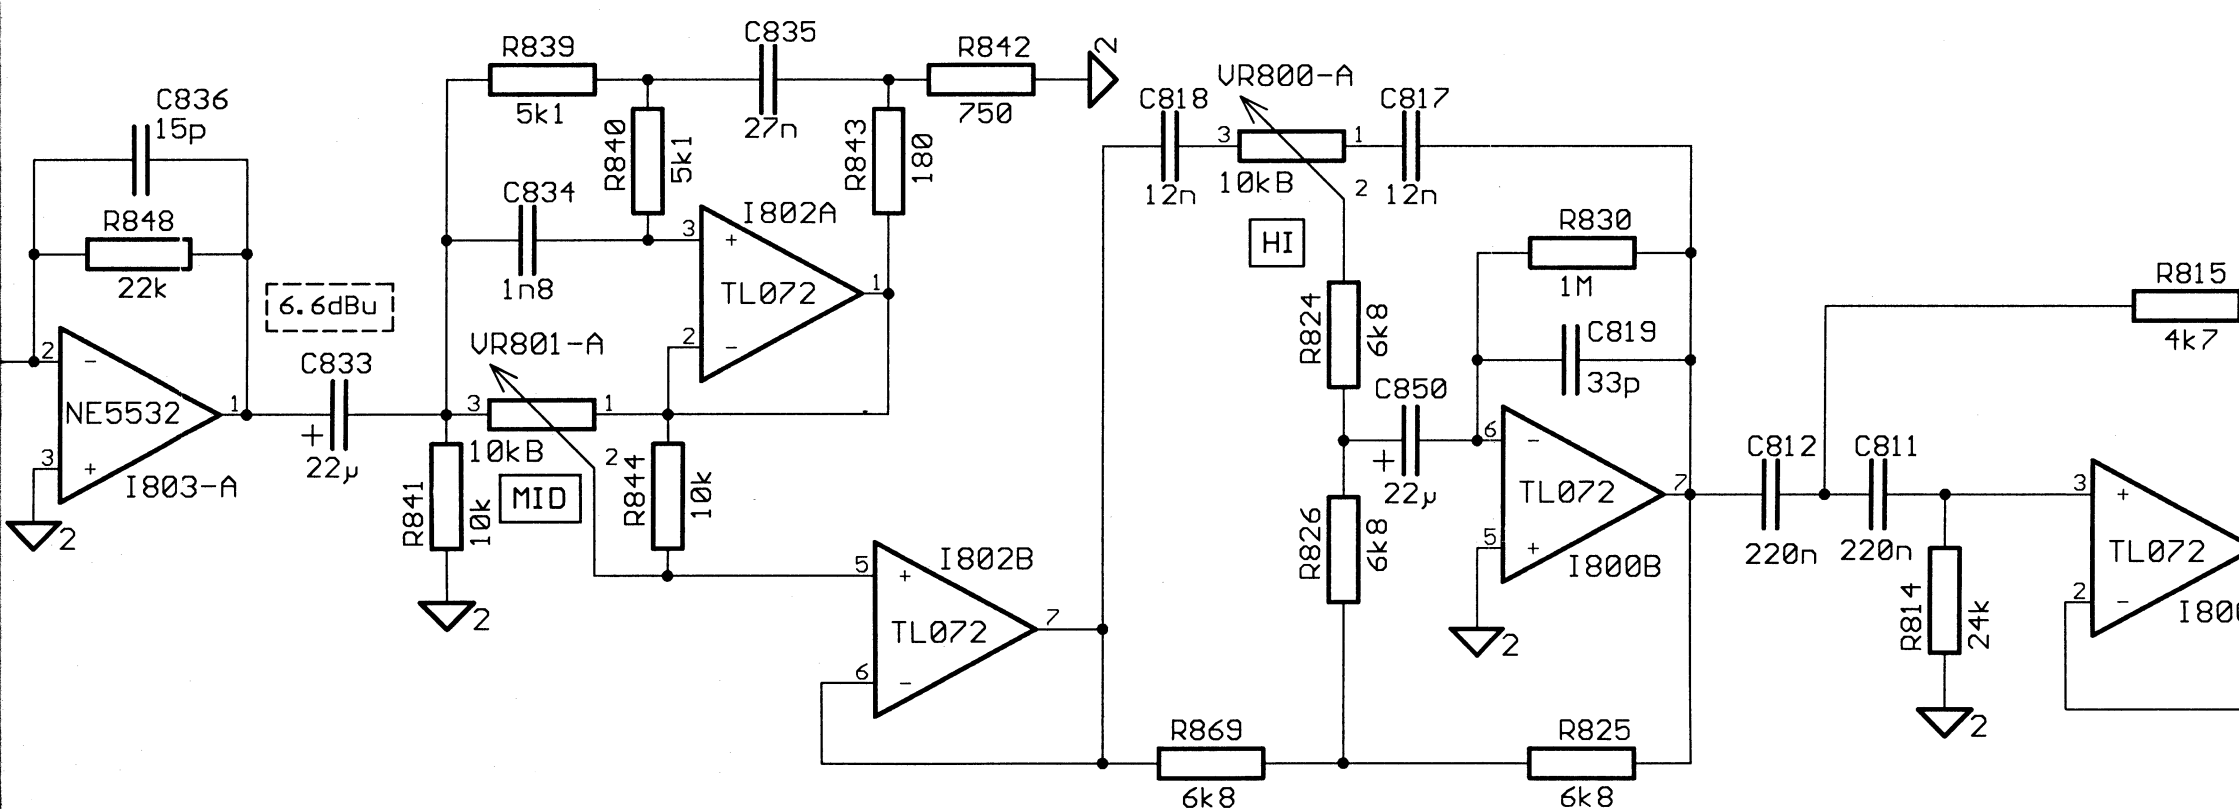 C836
15p
R848
22k
2
3
NE5532
1
I803-A
2
6.6dBu
C833
+
22µ
R839
5k1
C835
27n
R842
750
2
R840
5k1
R843
180
C834
1n8
I802A
3
+
TL072
1
2
−
VR801-A
3
1
10kB
2
MID
R841
10k
2
R844
10k
I802B
5
+
TL072
7
6
−
VR800-A
C818
12n
3
1
10kB
2
C817
12n
HI
R830
1M
C819
33p
R824
6k8
C850
+
22µ
R826
6k8
6
−
TL072
7
5
+
I800B
2
R869
6k8
R825
6k8
C812
220n
C811
220n
R815
4k7
R814
24k
2
3
+
TL072
2
−